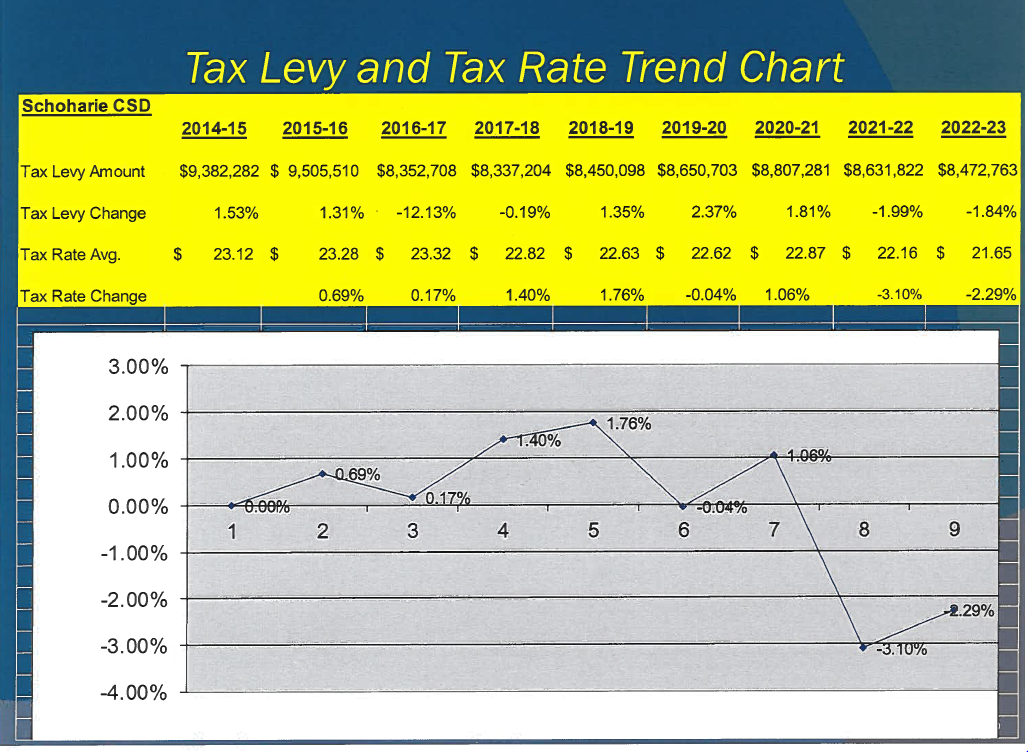 Tax Levy and Tax Rate Trend Chart
Schoharie CSD
2014-15 2015-16 2016-17 2017-18 2018-19 2019-20 2020-21 2021-22 2022-23
Tax Levy Amount $9,382,282 $ 9,505,510 $8,352,708 $8,337,204 $8,450,098 $8,650,703 $8,807,281 $8,631,822 $8,472,763
Tax Levy Change 1.53% 1.31% -12.13% -0.19% 1.35% 2.37% 1.81% -1.99% -1.84%
Tax Rate Avg. $ 23.12 $ 23.28 $ 23.32 $ 22.82 $ 22.63 $ 22.62 $ 22.87 $ 22.16 $ 21.65
Tax Rate Change 0.69% 0.17% 1.40% 1.76% -0.04% 1.06% -3.10% -2.29%
3.00%
2.00%
1.76%
1.40%
1.00%
1.06%
0.69%
0.17%
0.00%
0.00%
-0.04%
1 2 3 4 5 6 7 8 9
-1.00%
-2.00%
-2.29%
-3.00%
-3.10%
-4.00%